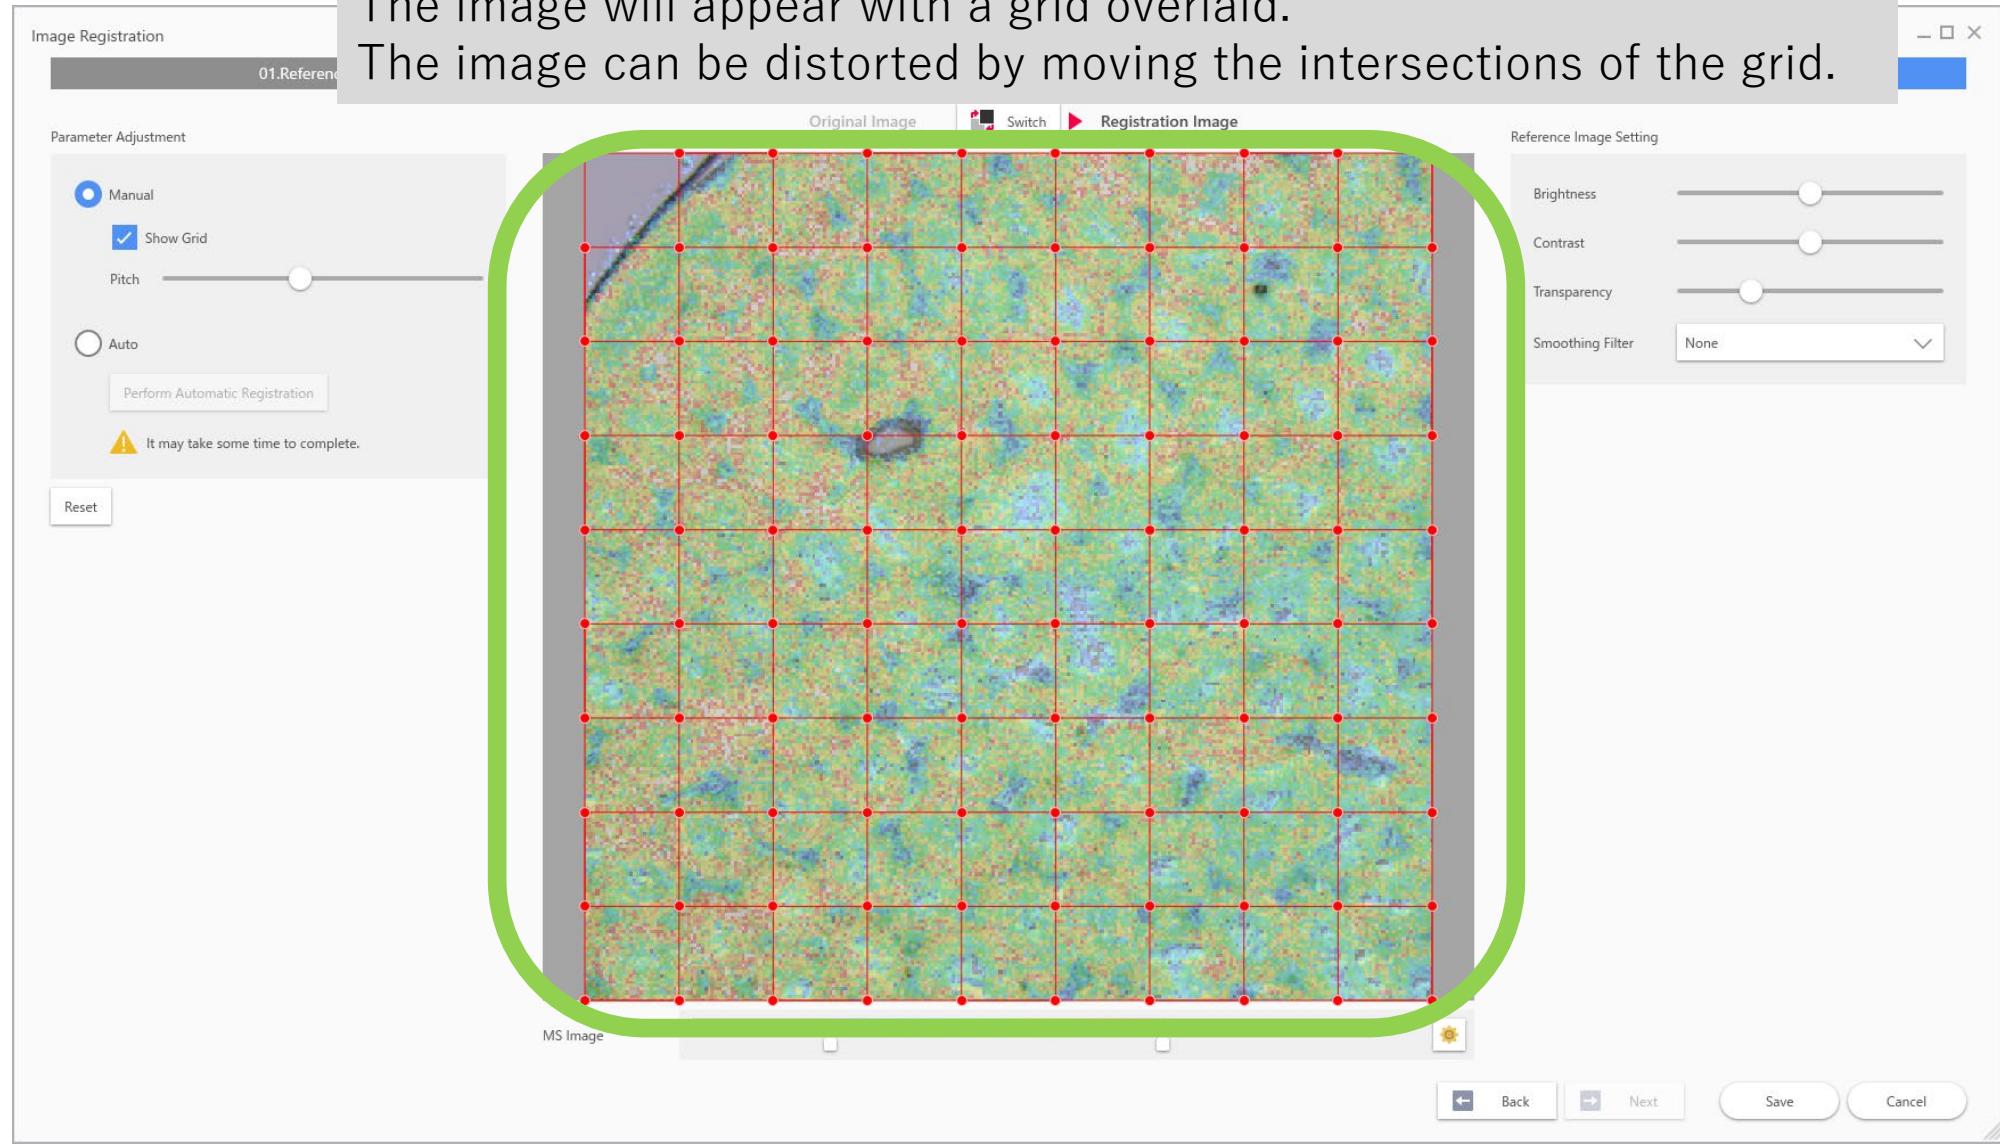 The image will appear with a grid overlaid.
The image can be distorted by moving the intersections of the grid.
Image Registration
Original Image
Switch
Registration Image
Parameter Adjustment
Manual
Show Grid
Pitch
Auto
Perform Automatic Registration
It may take some time to complete.
Reset
Reference Image Setting
Brightness
Contrast
Transparency
Smoothing Filter
None
MS Image
Back
Next
Save
Cancel